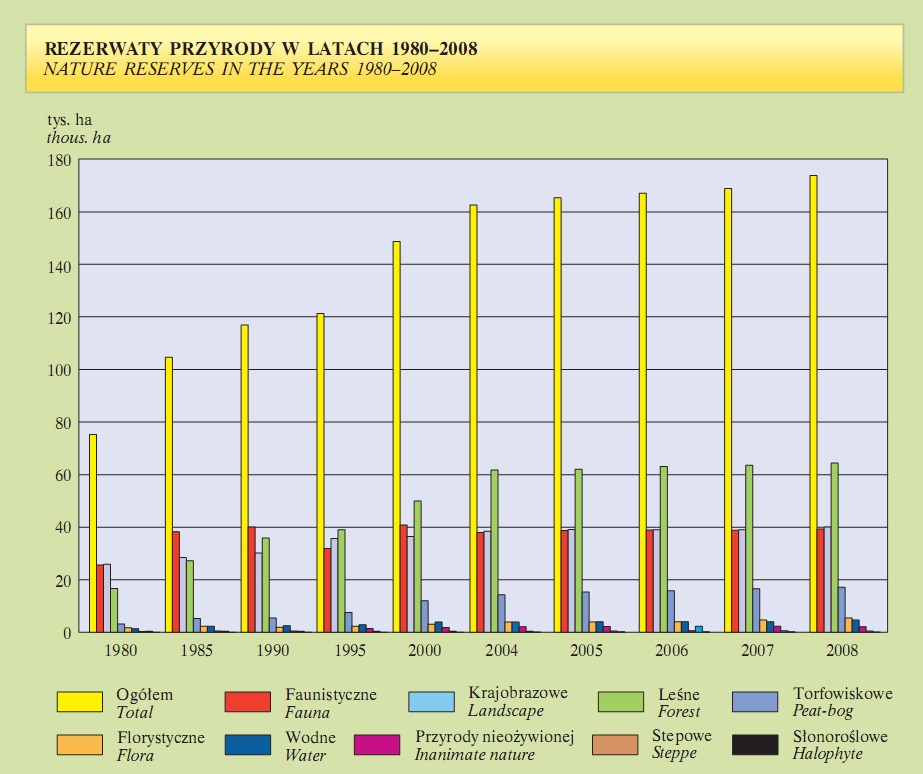 REZERWATY PRZYRODY W LATACH 1980–2008
NATURE RESERVES IN THE YEARS 1980–2008
tys. ha
thous. ha
180
160
140
120
100
80
60
40
20
0
1980 1985 1990 1995 2000 2004 2005 2006 2007 2008
Ogółem Faunistyczne Krajobrazowe Leśne Torfowiskowe
Total Fauna Landscape Forest Peat-bog
Florystyczne Wodne Przyrody nieożywionej Stepowe Słonoroślowe
Flora Water Inanimate nature Steppe Halophyte